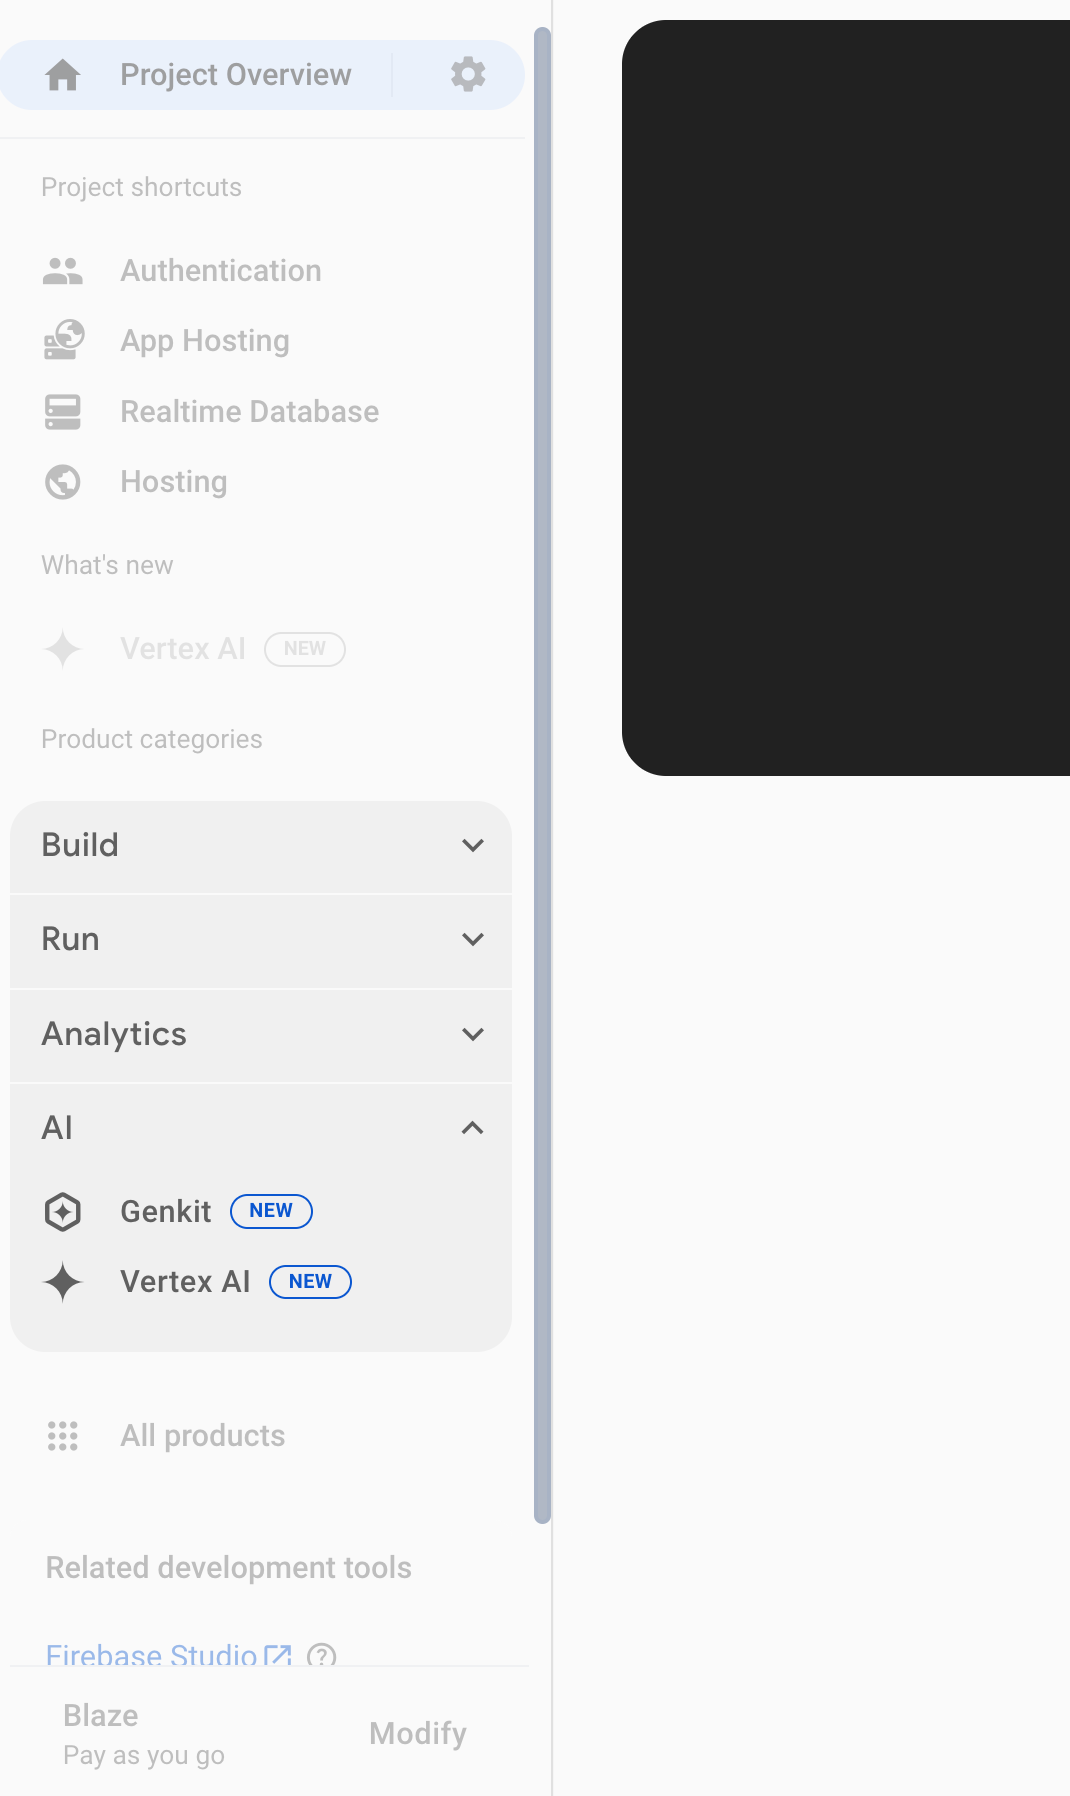 Project Overview
Project shortcuts
Authentication
App Hosting
Realtime Database
Hosting
What's new
Vertex AI NEW
Product categories
Build
Run
Analytics
AI
Genkit NEW
Vertex AI NEW
All products
Related development tools
Firebase Studio
Blaze
Pay as you go
Modify